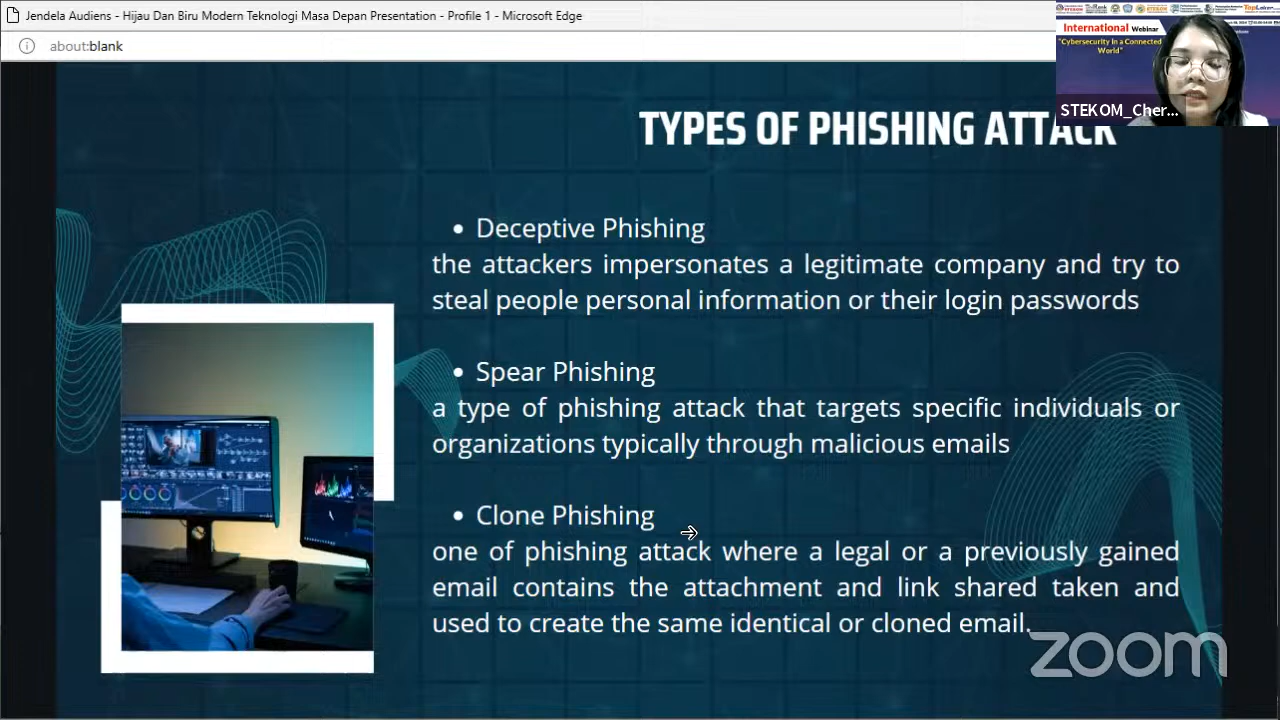 Jendela Audiens - Hijau Dan Biru Modern Teknologi Masa Depan Presentation - Profile 1 - Microsoft Edge
about:blank
International Webinar
"Cybersecurity in a Connected
World"
STEKOM_Cher...
TYPES OF PHISHING ATTACK
• Deceptive Phishing
the attackers impersonates a legitimate company and try to
steal people personal information or their login passwords
• Spear Phishing
a type of phishing attack that targets specific individuals or
organizations typically through malicious emails
• Clone Phishing
one of phishing attack where a legal or a previously gained
email contains the attachment and link shared taken and
used to create the same identical or cloned email.
zoom